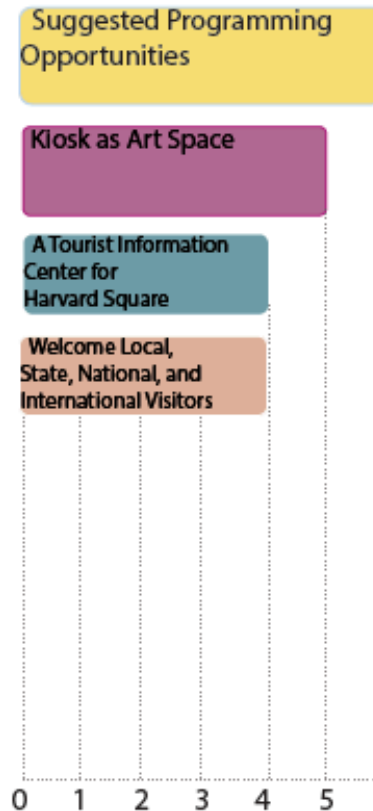 Suggested Programming
Opportunities
Kiosk as Art Space
A Tourist Information
Center for
Harvard Square
Welcome Local,
State, National, and
International Visitors
0 1 2 3 4 5